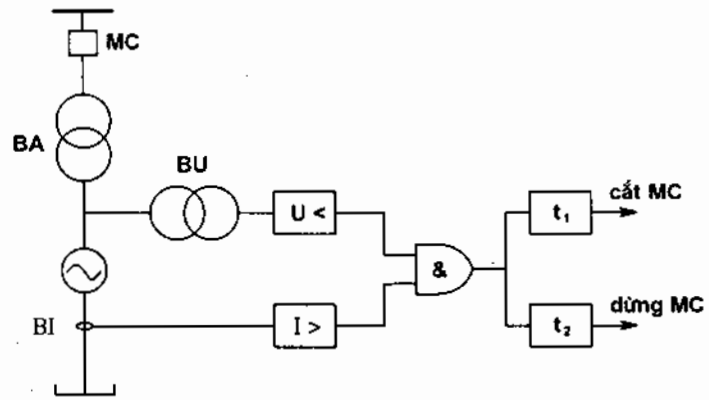 MC
BA
BU
U <
&
t₁
cắt MC
BI
I >
t₂
dừng MC